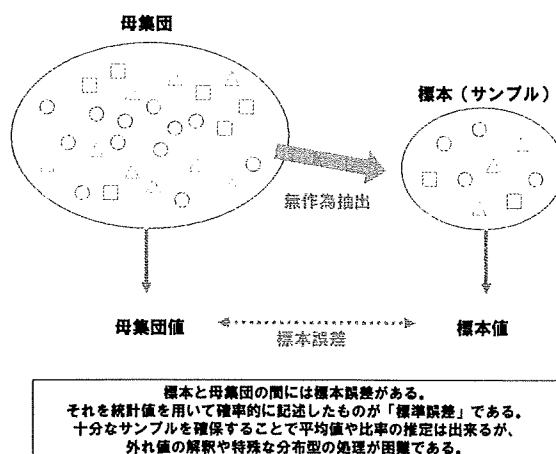 母集団
標本（サンプル）
無作為抽出
母集団値
標本誤差
標本値
標本と母集団の間には標本誤差がある。
それを統計値を用いて確率的に記述したものが「標準誤差」である。
十分なサンプルを確保することで平均値や比率の推定は出来るが、
外れ値の解釈や特殊な分布型の処理が困難である。